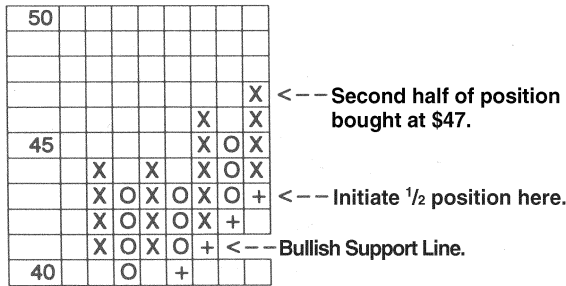 50
X <-- Second half of position
X X bought at $47.
45 X O X
X X X O X
X O X O X O + <-- Initiate ½ position here.
X O X O X +
X O X O + <-- Bullish Support Line.
40 O +